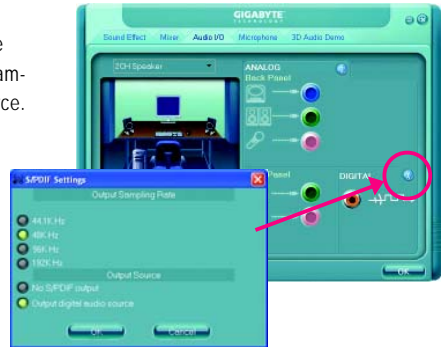 e
am-
ce.
GIGABYTE
TECHNOLOGY
Sound Effect Mixer Audio I/O Microphone 3D Audio Demo
2CH Speaker
ANALOG
Back Panel
Panel
DIGITAL
OK
S/PDIF Settings
Output Sampling Rate
44.1K Hz
48K Hz
96K Hz
192K Hz
Output Source
No S/PDIF output
Output digital audio source
OK Cancel